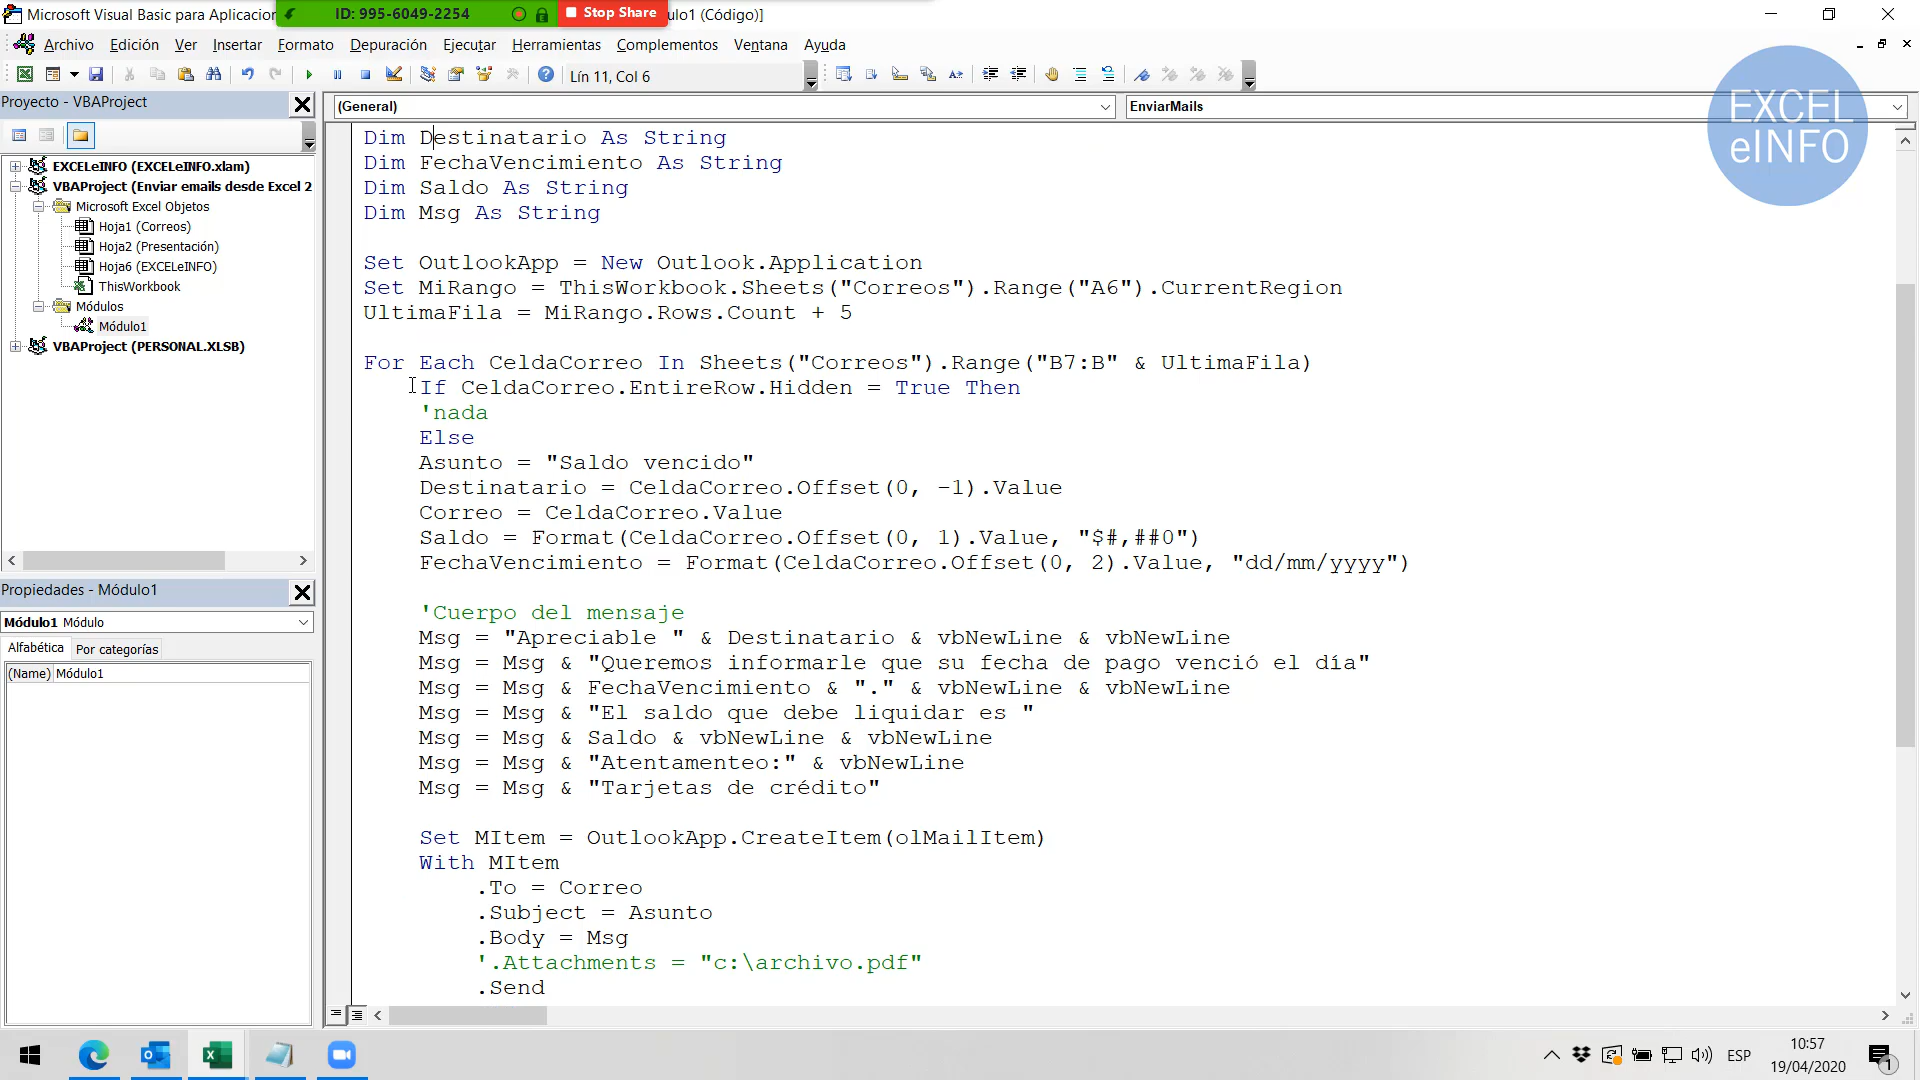 Microsoft Visual Basic para Aplicacion
ID: 995-6049-2254
Stop Share
ulo1 (Código)]
Archivo Edición Ver Insertar Formato Depuración Ejecutar Herramientas Complementos Ventana Ayuda
Lín 11, Col 6
Proyecto - VBAProject
EXCELeINFO (EXCELeINFO.xlam)
VBAProject (Enviar emails desde Excel 2
Microsoft Excel Objetos
Hoja1 (Correos)
Hoja2 (Presentación)
Hoja6 (EXCELeINFO)
ThisWorkbook
Módulos
Módulo1
VBAProject (PERSONAL.XLSB)
Propiedades - Módulo1
Módulo1 Módulo
Alfabética Por categorías
(Name) Módulo1
(General) EnviarMails
EXCEL
eINFO
Dim Destinatario As String
Dim FechaVencimiento As String
Dim Saldo As String
Dim Msg As String
Set OutlookApp = New Outlook.Application
Set MiRango = ThisWorkbook.Sheets("Correos").Range("A6").CurrentRegion
UltimaFila = MiRango.Rows.Count + 5
For Each CeldaCorreo In Sheets("Correos").Range("B7:B" & UltimaFila)
If CeldaCorreo.EntireRow.Hidden = True Then
'nada
Else
Asunto = "Saldo vencido"
Destinatario = CeldaCorreo.Offset(0, -1).Value
Correo = CeldaCorreo.Value
Saldo = Format(CeldaCorreo.Offset(0, 1).Value, "$#,##0")
FechaVencimiento = Format(CeldaCorreo.Offset(0, 2).Value, "dd/mm/yyyy")
'Cuerpo del mensaje
Msg = "Apreciable " & Destinatario & vbNewLine & vbNewLine
Msg = Msg & "Queremos informarle que su fecha de pago venció el día"
Msg = Msg & FechaVencimiento & "." & vbNewLine & vbNewLine
Msg = Msg & "El saldo que debe liquidar es "
Msg = Msg & Saldo & vbNewLine & vbNewLine
Msg = Msg & "Atentamenteo:" & vbNewLine
Msg = Msg & "Tarjetas de crédito"
Set MItem = OutlookApp.CreateItem(olMailItem)
With MItem
.To = Correo
.Subject = Asunto
.Body = Msg
'.Attachments = "c:\archivo.pdf"
.Send
ESP
10:57
19/04/2020
1